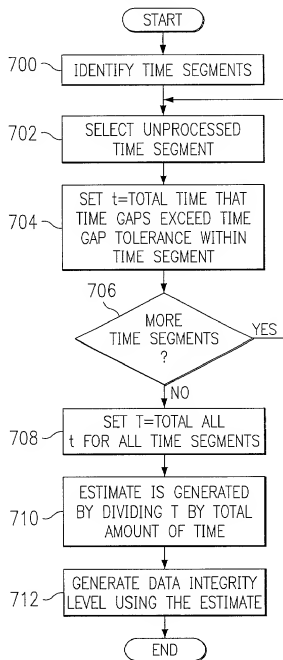 START
700
IDENTIFY TIME SEGMENTS
702
SELECT UNPROCESSED
TIME SEGMENT
704
SET t=TOTAL TIME THAT
TIME GAPS EXCEED TIME
GAP TOLERANCE WITHIN
TIME SEGMENT
706
MORE
TIME SEGMENTS
?
YES
NO
708
SET T=TOTAL ALL
t FOR ALL TIME SEGMENTS
710
ESTIMATE IS GENERATED
BY DIVIDING T BY TOTAL
AMOUNT OF TIME
712
GENERATE DATA INTEGRITY
LEVEL USING THE ESTIMATE
END